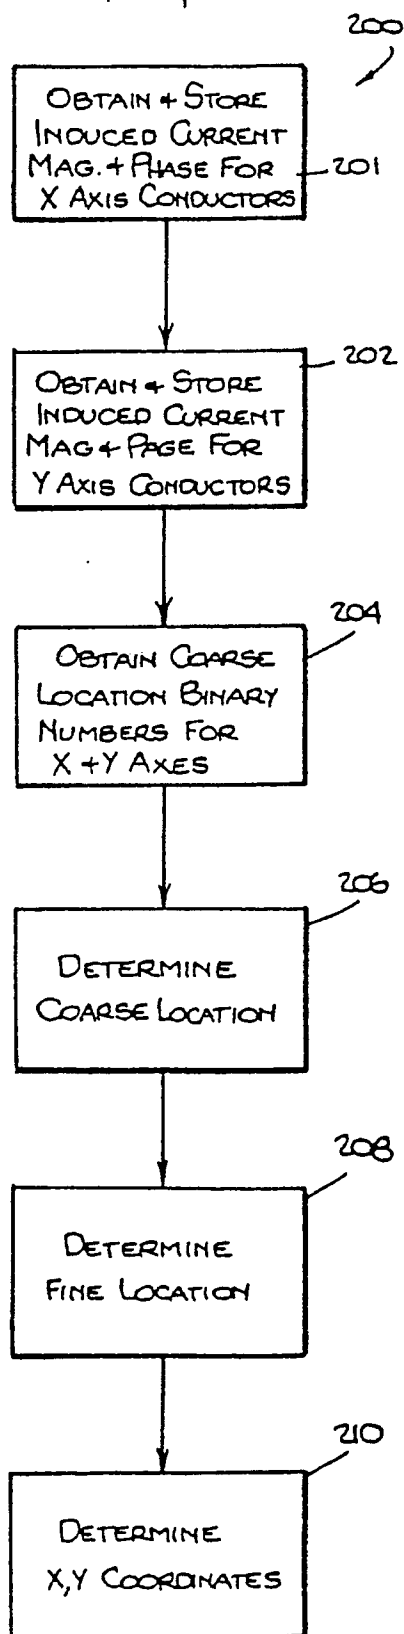 200
OBTAIN + STORE
INDUCED CURRENT
MAG. + PHASE FOR
X AXIS CONDUCTORS
201
202
OBTAIN + STORE
INDUCED CURRENT
MAG + PAGE FOR
Y AXIS CONDUCTORS
204
OBTAIN COARSE
LOCATION BINARY
NUMBERS FOR
X + Y AXES
206
DETERMINE
COARSE LOCATION
208
DETERMINE
FINE LOCATION
210
DETERMINE
X,Y COORDINATES